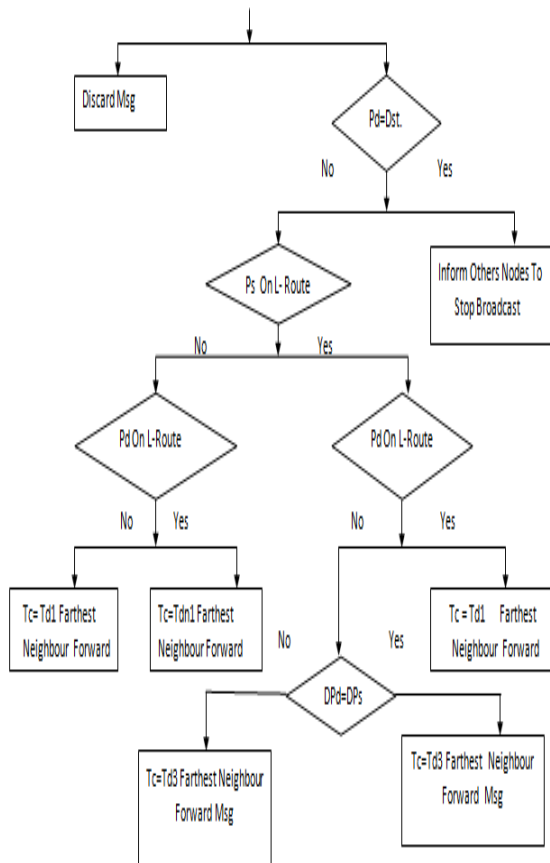 Discard Msg
Pd=Dst.
No
Yes
Ps On L- Route
Inform Others Nodes To
Stop Broadcast
No
Yes
Pd On L-Route
Pd On L-Route
No
Yes
No
Yes
Tc= Td1 Farthest
Neighbour Forward
Tc=Tdn1 Farthest
Neighbour Forward
Tc = Td1 Farthest
Neighbour Forward
No
Yes
DPd=DPs
Tc=Td3 Farthest Neighbour
Forward Msg
Tc=Td3 Farthest Neighbour
Forward Msg